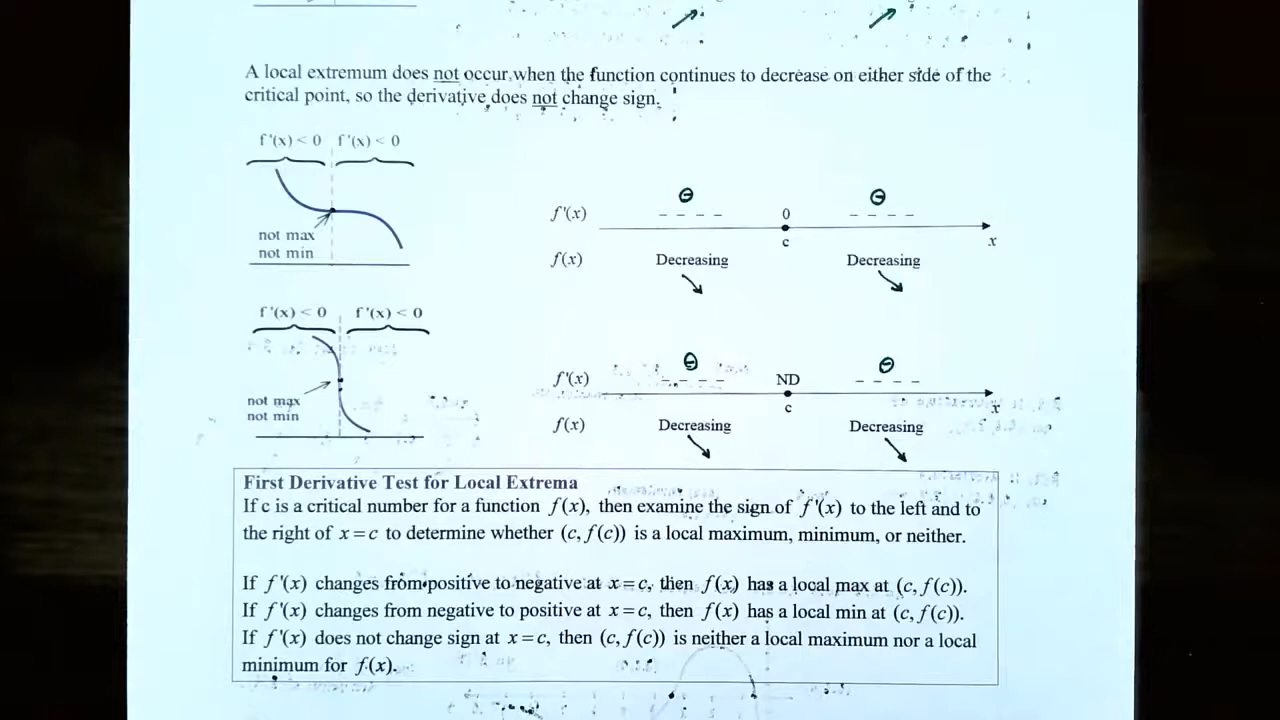 A local extremum does not occur when the function continues to decrease on either side of the
critical point, so the derivative does not change sign.
f '(x) < 0 f '(x) < 0
not max
not min
f '(x) ⊖ - - - - 0 ⊖ - - - -
c x
f(x) Decreasing Decreasing
f '(x) < 0 f '(x) < 0
not max
not min
f '(x) ⊖ - - - - ND ⊖ - - - -
c x
f(x) Decreasing Decreasing
First Derivative Test for Local Extrema
If c is a critical number for a function f(x), then examine the sign of f '(x) to the left and to
the right of x = c to determine whether (c, f(c)) is a local maximum, minimum, or neither.
If f '(x) changes from positive to negative at x = c, then f(x) has a local max at (c, f(c)).
If f '(x) changes from negative to positive at x = c, then f(x) has a local min at (c, f(c)).
If f '(x) does not change sign at x = c, then (c, f(c)) is neither a local maximum nor a local
minimum for f(x).